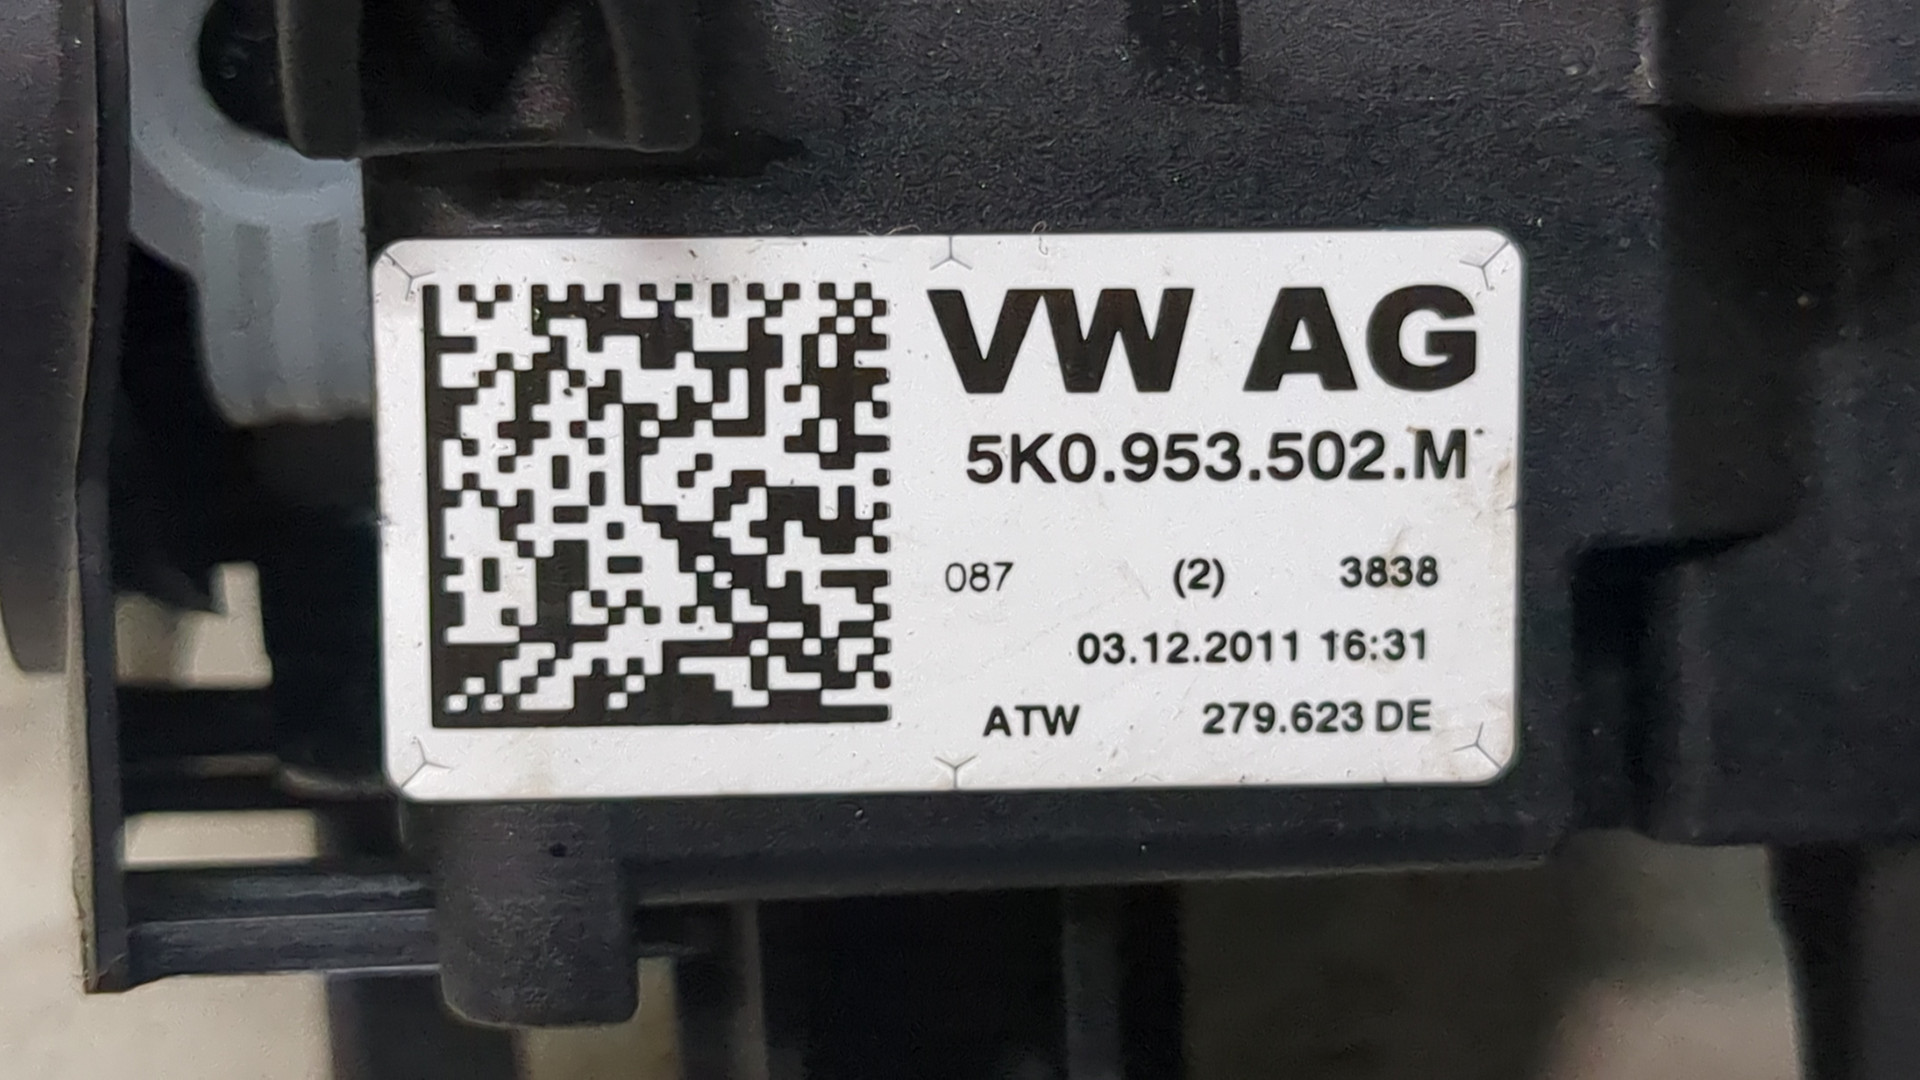 VW AG
5K0.953.502.M
087 (2) 3838
03.12.2011 16:31
ATW 279.623 DE